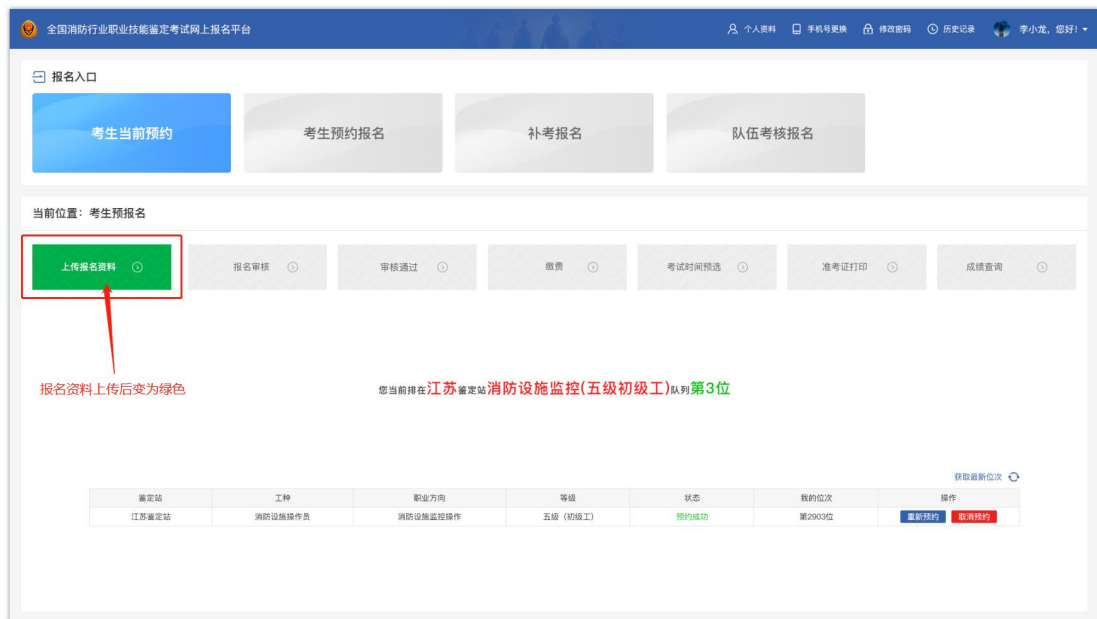 全国消防行业职业技能鉴定考试网上报名平台 个人资料 手机号更换 修改密码 历史记录 李小龙，您好！
报名入口
考生当前预约 考生预约报名 补考报名 队伍考核报名
当前位置：考生预报名
上传报名资料 报名审核 审核通过 缴费 考试时间预选 准考证打印 成绩查询
报名资料上传后变为绿色
您当前排在江苏鉴定站消防设施监控(五级初级工)队列第3位
获取最新位次
鉴定站 工种 职业方向 等级 状态 我的位次 操作
江苏鉴定站 消防设施操作员 消防设施监控操作 五级（初级工） 预约成功 第2903位 重新预约 取消预约